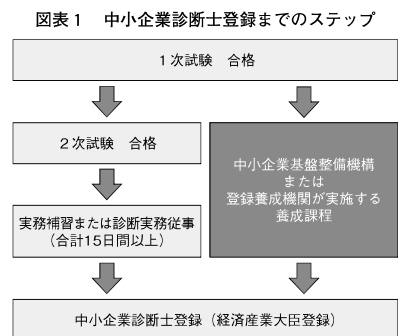 図表1 中小企業診断士登録までのステップ
1次試験 合格
2次試験 合格
中小企業基盤整備機構
または
登録養成機関が実施する
養成課程
実務補習または診断実務従事
（合計15日間以上）
中小企業診断士登録（経済産業大臣登録）